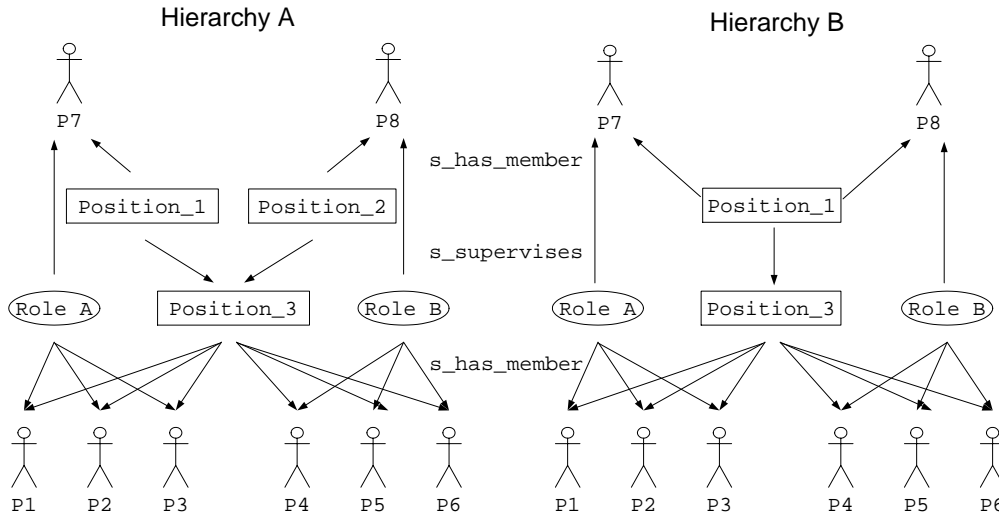 Hierarchy A
Hierarchy B
P7
P8
P7
P8
s_has_member
Position_1
Position_2
Position_1
s_supervises
Role A
Position_3
Role B
Role A
Position_3
Role B
s_has_member
P1
P2
P3
P4
P5
P6
P1
P2
P3
P4
P5
P6